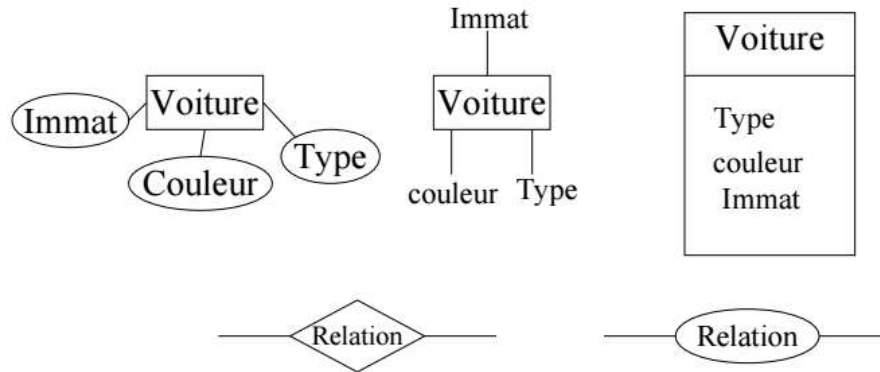 Voiture
Immat
Couleur
Type
Immat
Voiture
couleur
Type
Voiture
Type
couleur
Immat
Relation
Relation